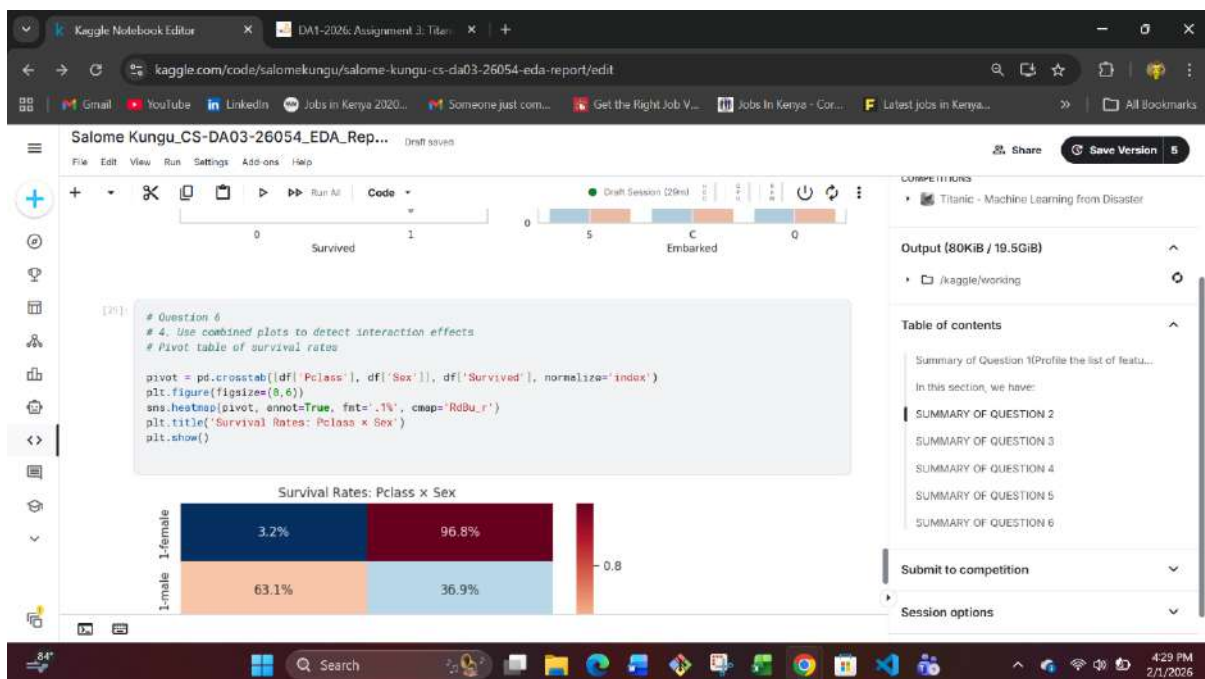 Kaggle Notebook Editor
DA1-2026: Assignment 3: Titan
kaggle.com/code/salomekungu/salome-kungu-cs-da03-26054-eda-report/edit
Gmail YouTube LinkedIn Jobs in Kenya 2020... Someone just com... Get the Right Job V... Jobs In Kenya - Cor... Latest jobs in Kenya... All Bookmarks
Salome Kungu_CS-DA03-26054_EDA_Rep... Draft saved
File Edit View Run Settings Add-ons Help
Share
Save Version 5
Run All Code
Draft Session (29m)
COMPETITIONS
Titanic - Machine Learning from Disaster
0
0 1
Survived
S C Q
Embarked
Output (80KiB / 19.5GiB)
/kaggle/working
# Question 6
# 4. Use combined plots to detect interaction effects
# Pivot table of survival rates
pivot = pd.crosstab([df['Pclass'], df['Sex']], df['Survived'], normalize='index')
plt.figure(figsize=(8,6))
sns.heatmap(pivot, annot=True, fmt='.1%', cmap='RdBu_r')
plt.title('Survival Rates: Pclass × Sex')
plt.show()
Table of contents
Summary of Question 1(Profile the list of featu...
In this section, we have:
SUMMARY OF QUESTION 2
SUMMARY OF QUESTION 3
SUMMARY OF QUESTION 4
SUMMARY OF QUESTION 5
SUMMARY OF QUESTION 6
Survival Rates: Pclass × Sex
1-female
3.2% 96.8%
1-male
63.1% 36.9%
0.8
Submit to competition
Session options
84°
Search
4:29 PM
2/1/2026